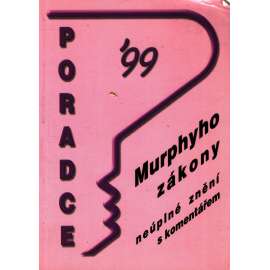 PORADCE
'99
Murphyho
zákony
neúplné znění
s komentářem